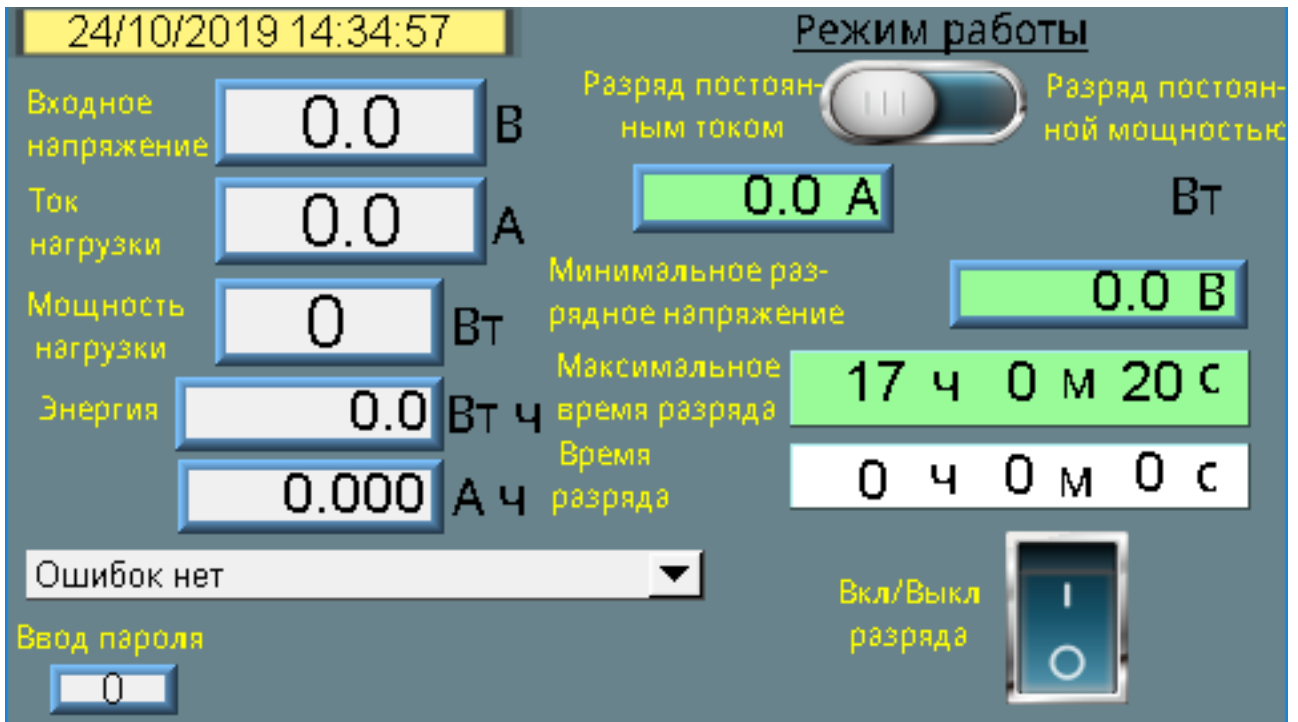 24/10/2019 14:34:57
Режим работы
Входное
напряжение
0.0 В
Разряд постоян-
ным током
Разряд постоян-
ной мощностью
Ток
нагрузки
0.0 А
0.0 А
Вт
Мощность
нагрузки
0 Вт
Минимальное раз-
рядное напряжение
0.0 В
Энергия
0.0 Вт ч
Максимальное
время разряда
17 ч 0 м 20 с
0.000 А ч
Время
разряда
0 ч 0 м 0 с
Ошибок нет
Вкл/Выкл
разряда
I
O
Ввод пароля
0